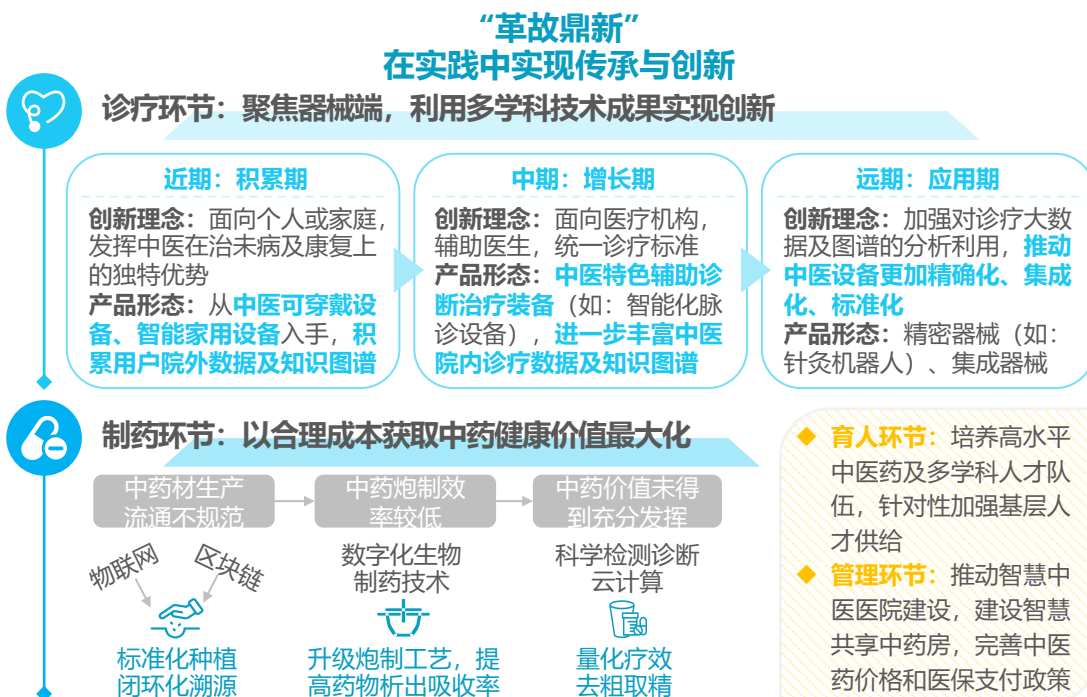 “革故鼎新”
在实践中实现传承与创新
诊疗环节：聚焦器械端，利用多学科技术成果实现创新
近期：积累期
创新理念：面向个人或家庭，
发挥中医在治未病及康复上
的独特优势
产品形态：从中医可穿戴设
备、智能家用设备入手，积
累用户院外数据及知识图谱
中期：增长期
创新理念：面向医疗机构，
辅助医生，统一诊疗标准
产品形态：中医特色辅助诊
断治疗装备（如：智能化脉
诊设备），进一步丰富中医
院内诊疗数据及知识图谱
远期：应用期
创新理念：加强对诊疗大数
据及图谱的分析利用，推动
中医设备更加精确化、集成
化、标准化
产品形态：精密器械（如：
针灸机器人）、集成器械
制药环节：以合理成本获取中药健康价值最大化
中药材生产
流通不规范
物联网
区块链
标准化种植
闭环化溯源
中药炮制效
率较低
数字化生物
制药技术
升级炮制工艺，提
高药物析出吸收率
中药价值未得
到充分发挥
科学检测诊断
云计算
量化疗效
去粗取精
育人环节：培养高水平
中医药及多学科人才队
伍，针对性加强基层人
才供给
管理环节：推动智慧中
医医院建设，建设智慧
共享中药房，完善中医
药价格和医保支付政策